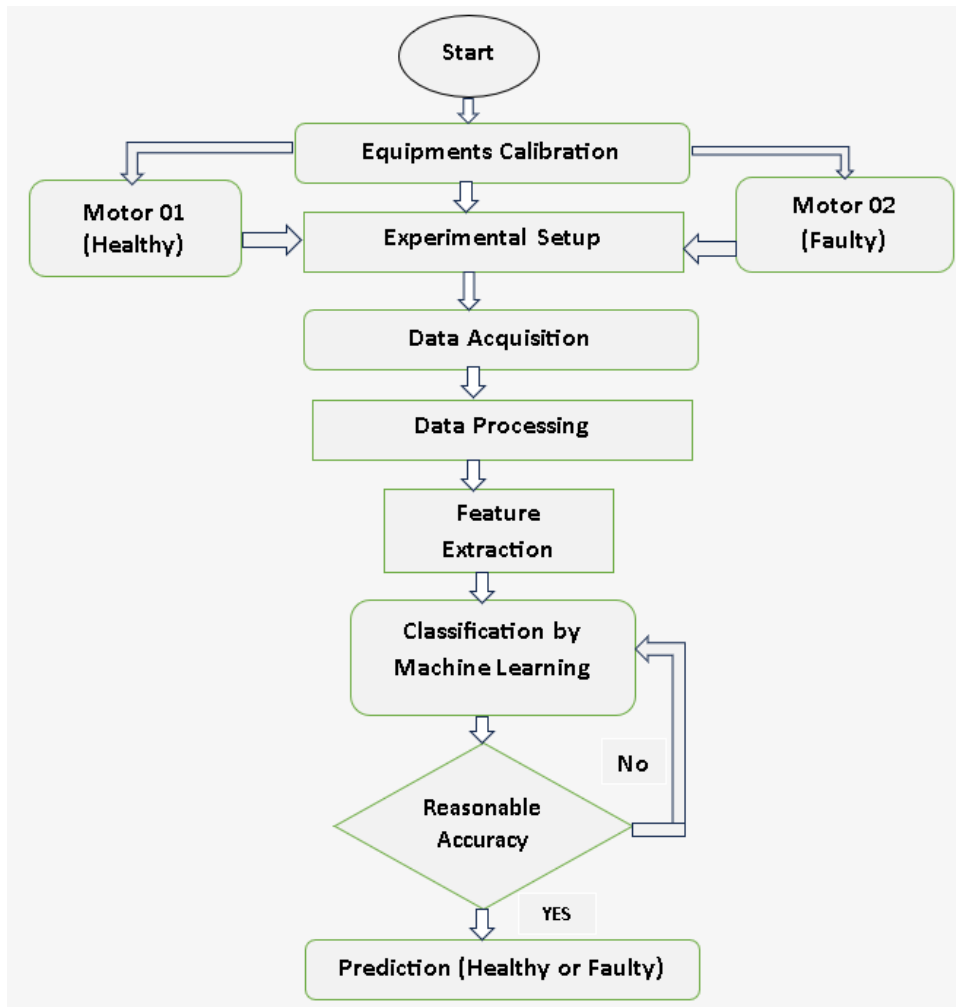 Start
Equipments Calibration
Motor 01
(Healthy)
Experimental Setup
Motor 02
(Faulty)
Data Acquisition
Data Processing
Feature
Extraction
Classification by
Machine Learning
No
Reasonable
Accuracy
YES
Prediction (Healthy or Faulty)